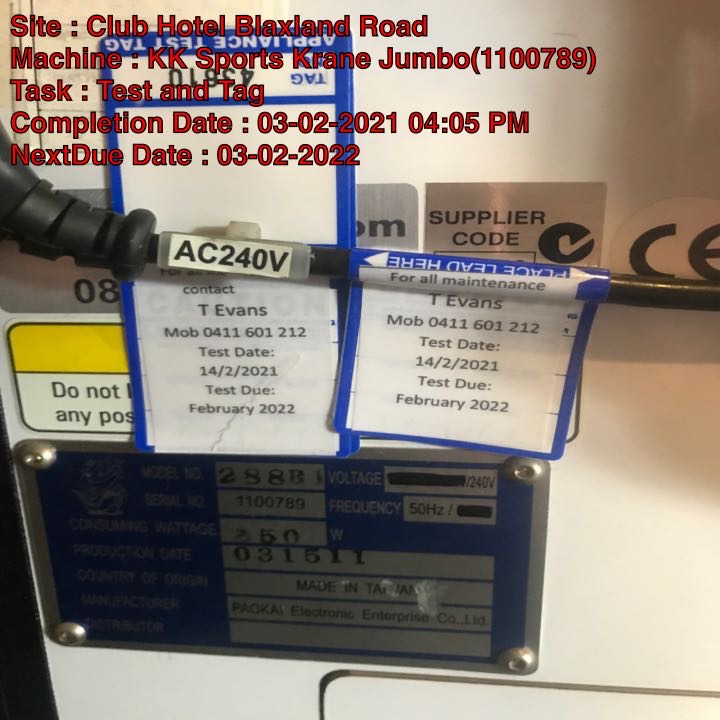 Site : Club Hotel Blaxland Road
Machine : KK Sports Krane Jumbo(1100789)
Task : Test and Tag
Completion Date : 03-02-2021 04:05 PM
NextDue Date : 03-02-2022
APPLIANCE TEST TAG
TAG 43610
om
SUPPLIER
CODE
CE
AC240V
PLACE LEAD HERE
08
For all
contact
T Evans
Mob 0411 601 212
Test Date:
14/2/2021
Test Due:
February 2022
For all maintenance
T Evans
Mob 0411 601 212
Test Date:
14/2/2021
Test Due:
February 2022
Do not
any pos
MODEL NO. 288B1 VOLTAGE /240V
SERIAL NO. 1100789 FREQUENCY 50Hz /
CONSUMING WATTAGE 250 W
PRODUCTION DATE 031511
COUNTRY OF ORIGIN MADE IN TAIWAN
MANUFACTURER PAOKAI Electronic Enterprise Co.,Ltd.
DISTRIBUTOR